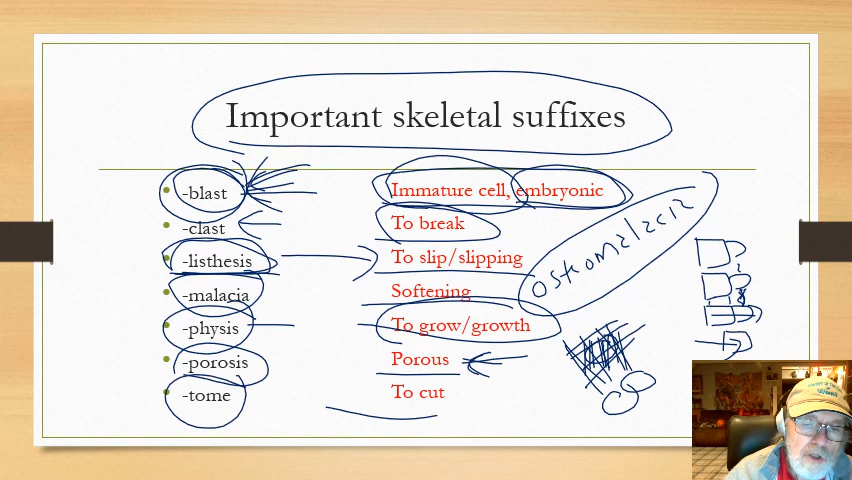 Important skeletal suffixes
-blast Immature cell, embryonic
-clast To break
-listhesis To slip/slipping
-malacia Softening
-physis To grow/growth
-porosis Porous
-tome To cut
osteomalacia